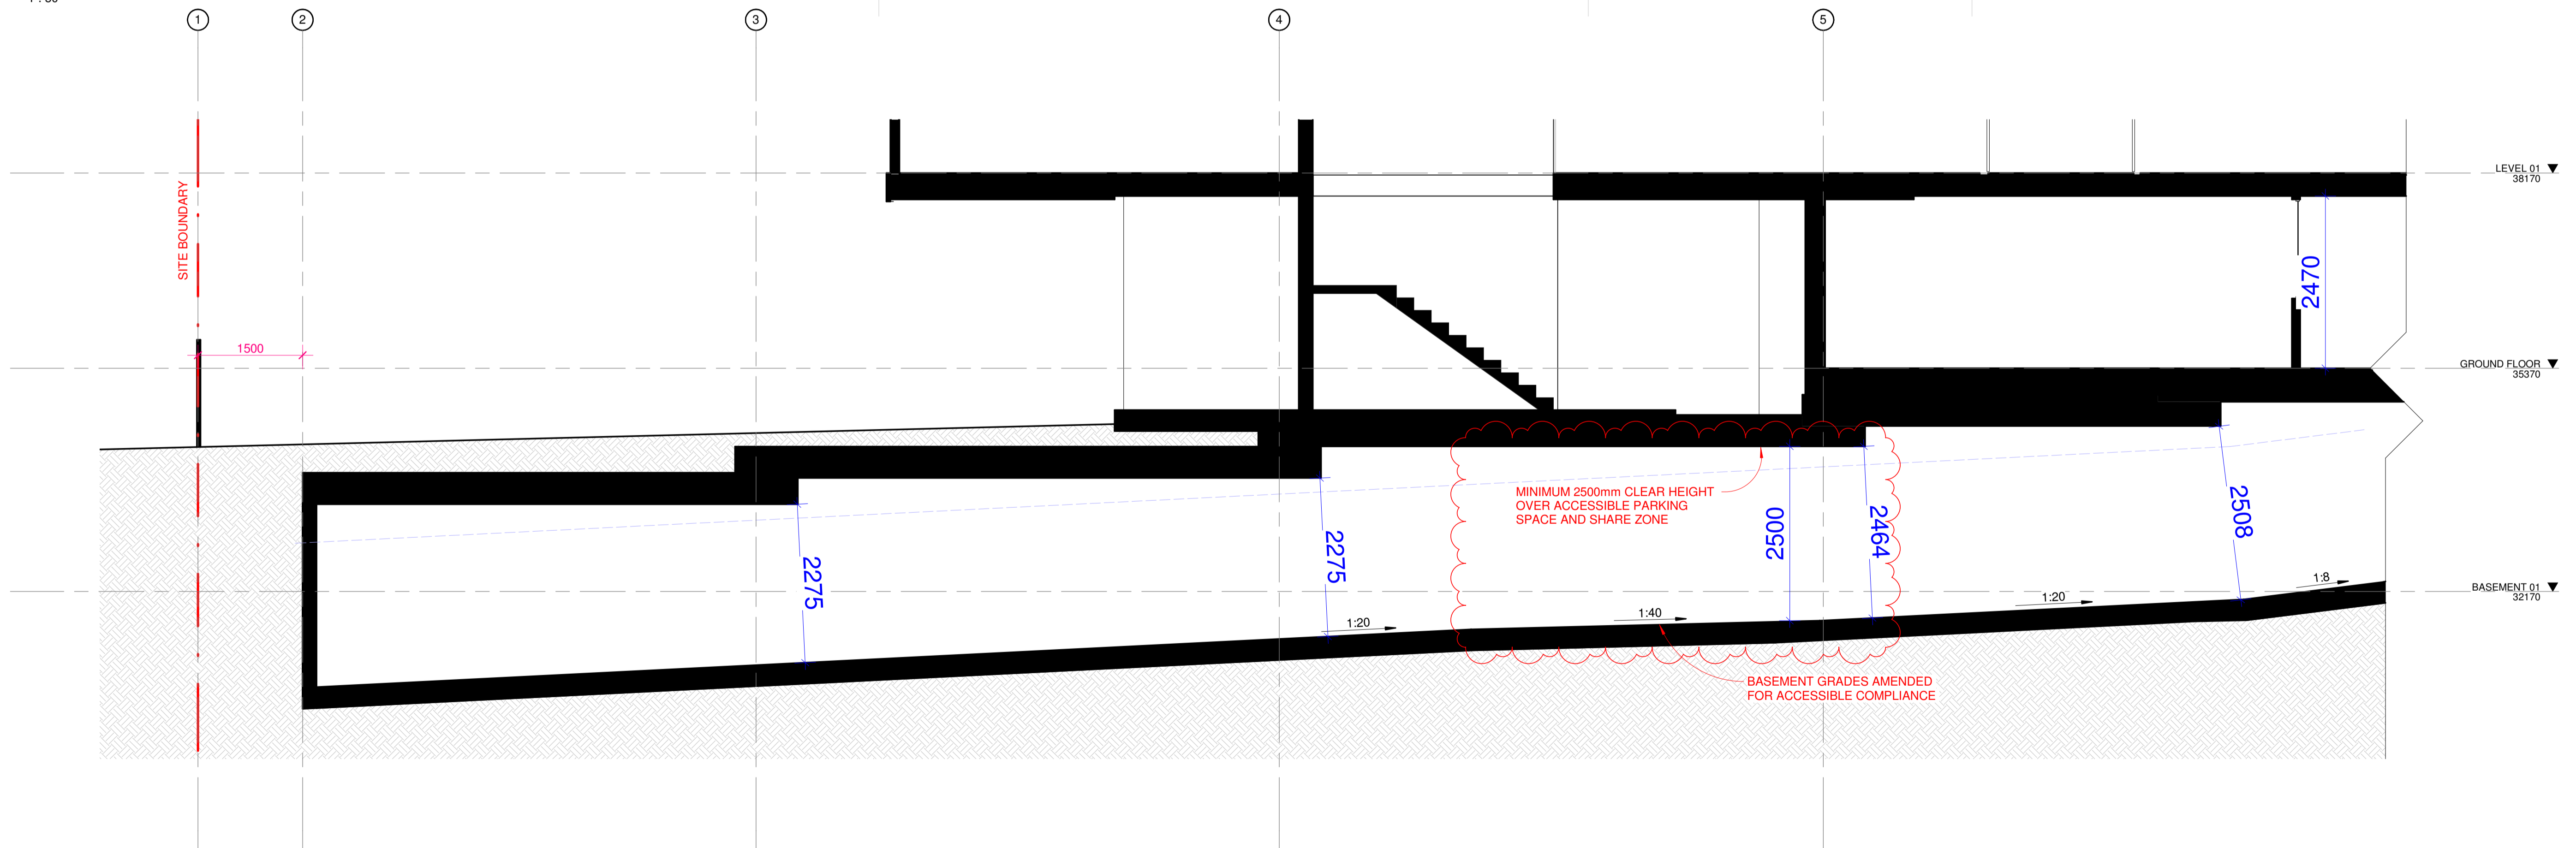 1
2
3
4
5
LEVEL 01
38170
SITE BOUNDARY
2470
1500
GROUND FLOOR
35370
MINIMUM 2500mm CLEAR HEIGHT
OVER ACCESSIBLE PARKING
SPACE AND SHARE ZONE
2275
2275
2500
2464
2508
1:8
BASEMENT 01
32170
1:20
1:40
1:20
BASEMENT GRADES AMENDED
FOR ACCESSIBLE COMPLIANCE